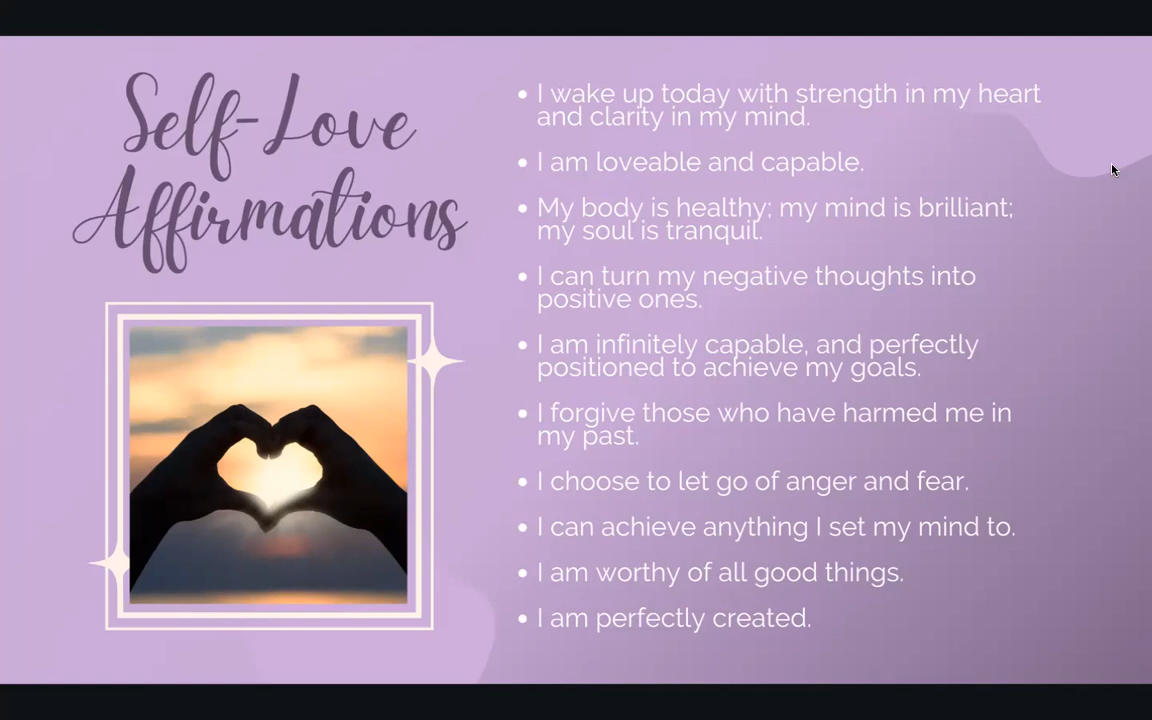 Self-Love
Affirmations
• I wake up today with strength in my heart
and clarity in my mind.
• I am loveable and capable.
• My body is healthy; my mind is brilliant;
my soul is tranquil.
• I can turn my negative thoughts into
positive ones.
• I am infinitely capable, and perfectly
positioned to achieve my goals.
• I forgive those who have harmed me in
my past.
• I choose to let go of anger and fear.
• I can achieve anything I set my mind to.
• I am worthy of all good things.
• I am perfectly created.